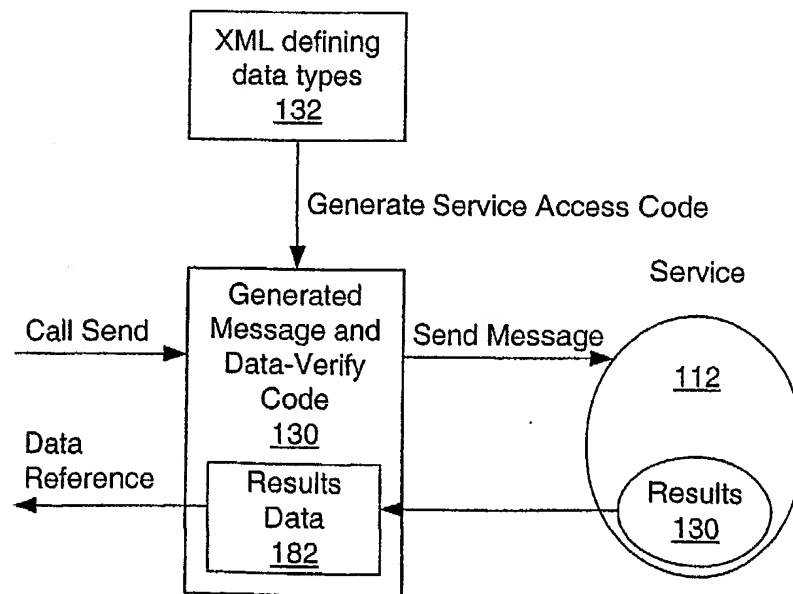 XML defining
data types
132
Generate Service Access Code
Service
Generated
Message and
Data-Verify
Code
130
Call Send
Send Message
112
Data
Reference
Results
Data
182
Results
130